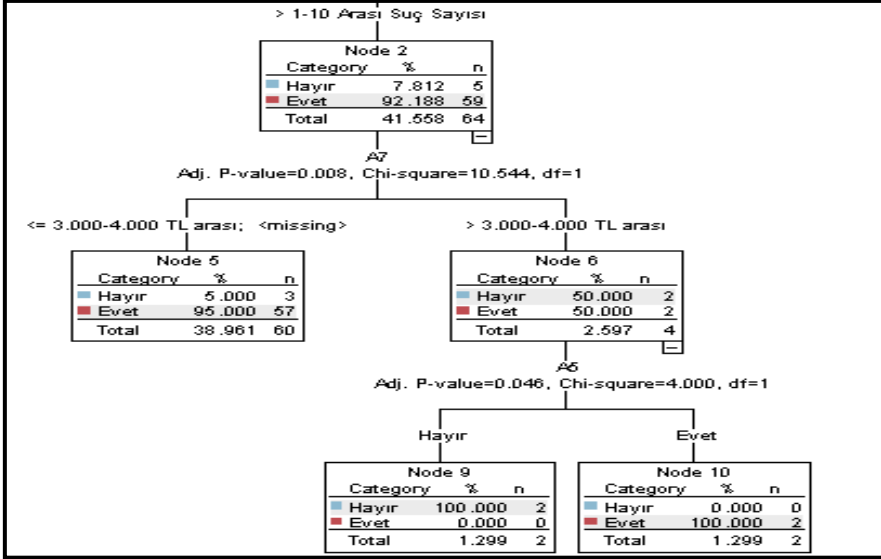 > 1-10 Arası Suç Sayısı
Node 2
Category % n
Hayır 7.812 5
Evet 92.188 59
Total 41.558 64
A7
Adj. P-value=0.008, Chi-square=10.544, df=1
<= 3.000-4.000 TL arası; <missing>
> 3.000-4.000 TL arası
Node 5
Category % n
Hayır 5.000 3
Evet 95.000 57
Total 38.961 60
Node 6
Category % n
Hayır 50.000 2
Evet 50.000 2
Total 2.597 4
A5
Adj. P-value=0.046, Chi-square=4.000, df=1
Hayır
Evet
Node 9
Category % n
Hayır 100.000 2
Evet 0.000 0
Total 1.299 2
Node 10
Category % n
Hayır 0.000 0
Evet 100.000 2
Total 1.299 2